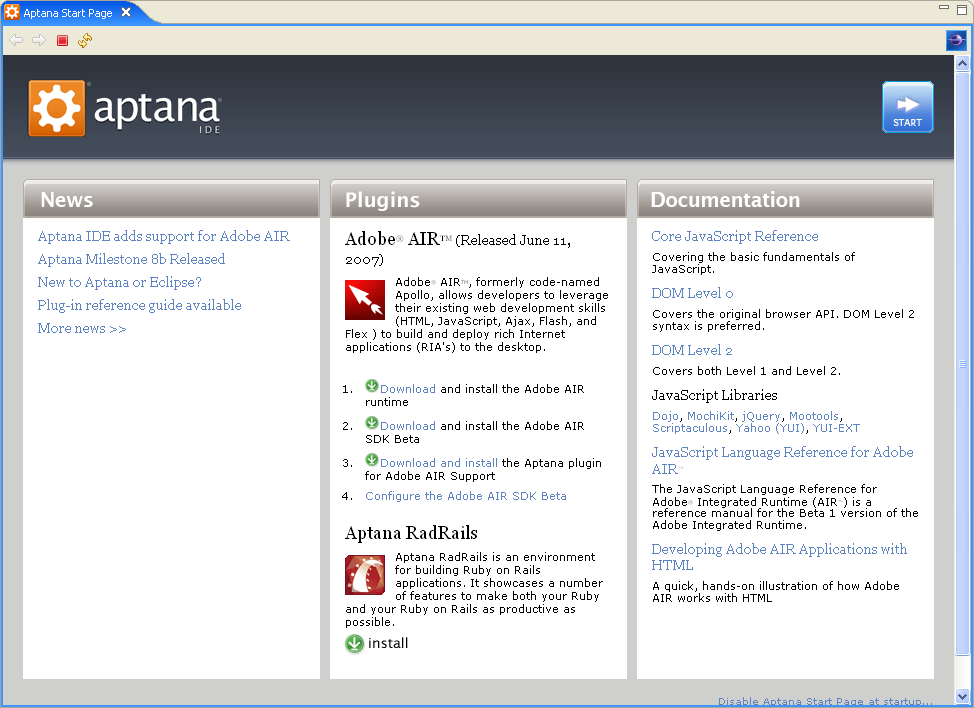 Aptana Start Page
aptana
IDE
START
News
Aptana IDE adds support for Adobe AIR
Aptana Milestone 8b Released
New to Aptana or Eclipse?
Plug-in reference guide available
More news >>
Plugins
Adobe® AIR™ (Released June 11,
2007)
Adobe® AIR™, formerly code-named
Apollo, allows developers to leverage
their existing web development skills
(HTML, JavaScript, Ajax, Flash, and
Flex ) to build and deploy rich Internet
applications (RIA's) to the desktop.
1. Download and install the Adobe AIR
runtime
2. Download and install the Adobe AIR
SDK Beta
3. Download and install the Aptana plugin
for Adobe AIR Support
4. Configure the Adobe AIR SDK Beta
Aptana RadRails
Aptana RadRails is an environment
for building Ruby on Rails
applications. It showcases a number
of features to make both your Ruby
and your Ruby on Rails as productive as
possible.
install
Documentation
Core JavaScript Reference
Covering the basic fundamentals of
JavaScript.
DOM Level 0
Covers the original browser API. DOM Level 2
syntax is preferred.
DOM Level 2
Covers both Level 1 and Level 2.
JavaScript Libraries
Dojo, MochiKit, jQuery, Mootools,
Scriptaculous, Yahoo (YUI), YUI-EXT
JavaScript Language Reference for Adobe
AIR™
The JavaScript Language Reference for
Adobe® Integrated Runtime (AIR™) is a
reference manual for the Beta 1 version of the
Adobe Integrated Runtime.
Developing Adobe AIR Applications with
HTML
A quick, hands-on illustration of how Adobe
AIR works with HTML
Disable Aptana Start Page at startup...